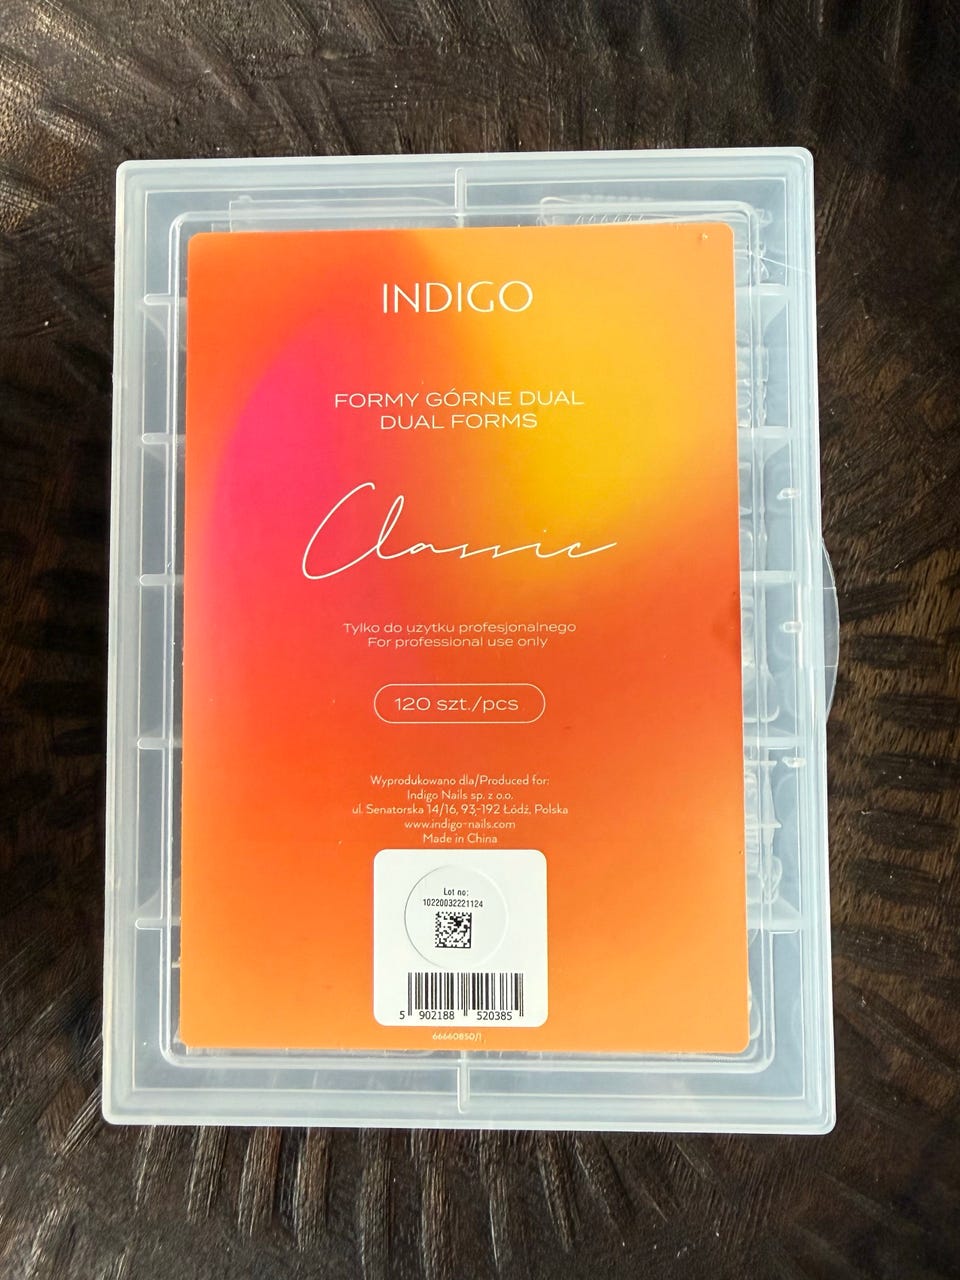 INDIGO
FORMY GÓRNE DUAL
DUAL FORMS
Classic
Tylko do uzytku profesjonalnego
For professional use only
120 szt./pcs
Wyprodukowano dla/Produced for:
Indigo Nails sp. z o.o.
ul. Senatorska 14/16, 93-192 Łódź, Polska
www.indigo-nails.com
Made in China
Lot no:
10220032221124
5 902188 520385
66660850/1